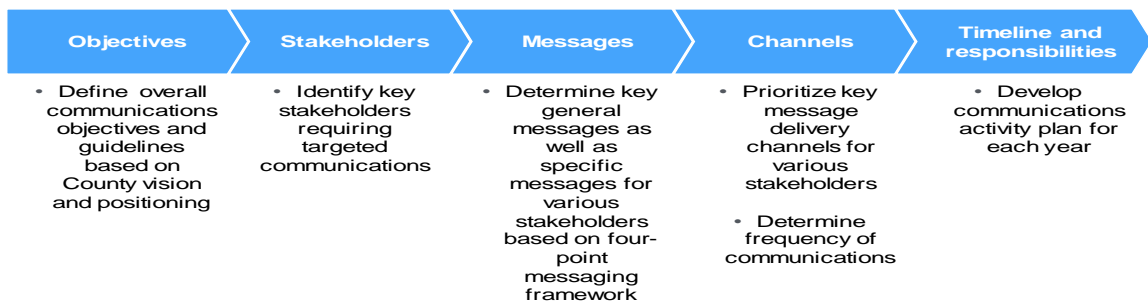 Objectives
Stakeholders
Messages
Channels
Timeline and
responsibilities
• Define overall
communications
objectives and
guidelines
based on
County vision
and positioning
• Identify key
stakeholders
requiring
targeted
communications
• Determine key
general
messages as
well as
specific
messages for
various
stakeholders
based on four-
point
messaging
framework
• Prioritize key
message
delivery
channels for
various
stakeholders
• Determine
frequency of
communications
• Develop
communications
activity plan for
each year